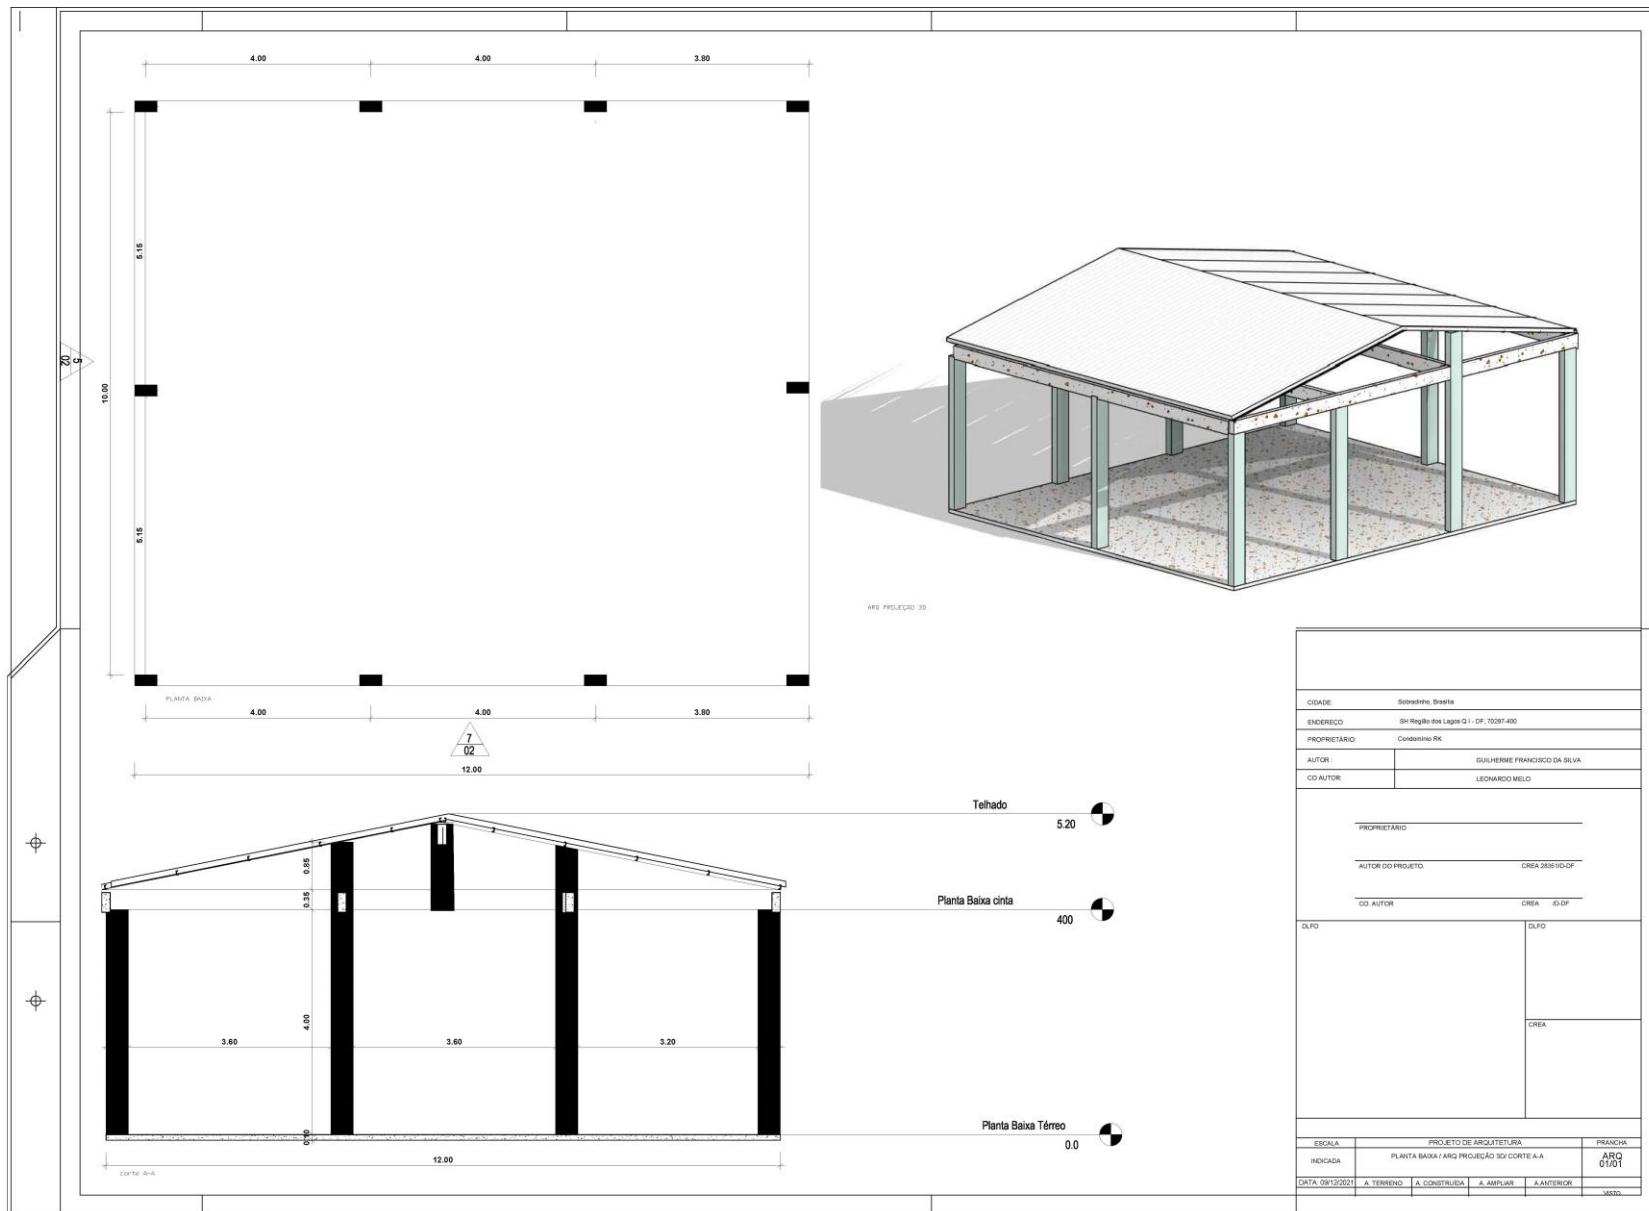 4.00
4.00
3.80
5.15
5.15
10.00
5
02
PLANTA BAIXA
4.00
4.00
3.80
7
02
12.00
ARQ PROJEÇÃO 3D
Telhado
5.20
Planta Baixa cinta
400
Planta Baixa Térreo
0.0
0.85
0.35
4.00
0.10
3.60
3.60
3.20
12.00
corte A-A
CIDADE: Sobradinho, Brasília
ENDEREÇO SH Região dos Lagos Q I - DF, 70297-400
PROPRIETÁRIO: Condomínio RK
AUTOR : GUILHERME FRANCISCO DA SILVA
CO AUTOR: LEONARDO MELO
PROPRIETÁRIO
AUTOR DO PROJETO. CREA 28351/D-DF
CO. AUTOR CREA /D-DF
DLFO
DLFO
CREA
ESCALA PROJETO DE ARQUITETURA PRANCHA
INDICADA PLANTA BAIXA / ARQ PROJEÇÃO 3D/ CORTE A-A ARQ
01/01
DATA: 09/12/2021 A. TERRENO A. CONSTRUÍDA A. AMPLIAR A.ANTERIOR
VISTO